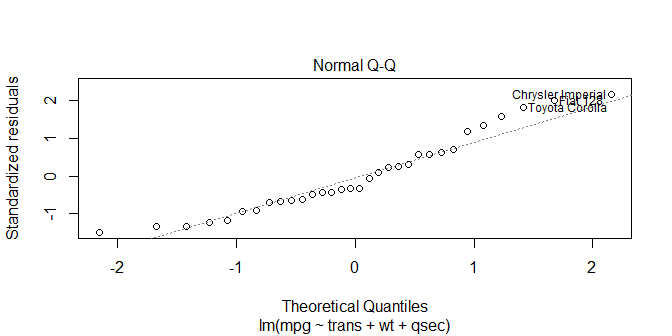 Normal Q-Q
Standardized residuals
2
1
0
-1
Chrysler Imperial
Fiat 128
Toyota Corolla
-2 -1 0 1 2
Theoretical Quantiles
lm(mpg ~ trans + wt + qsec)